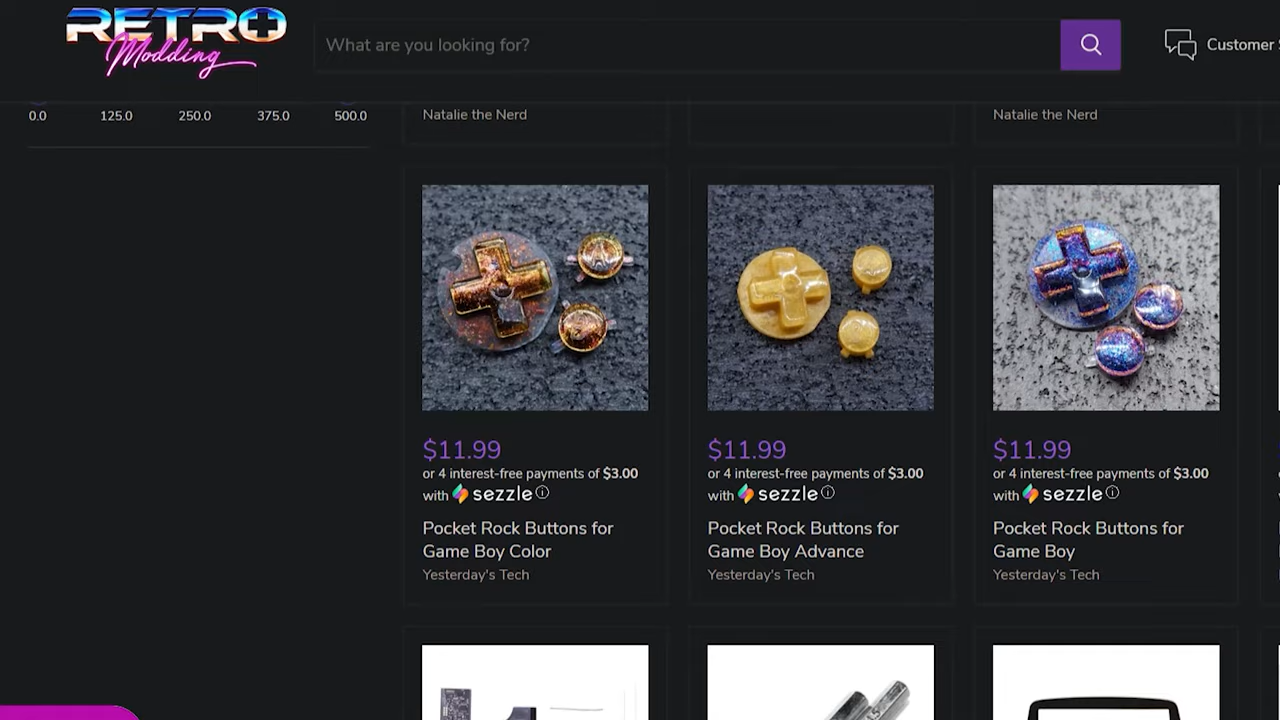 RETRO
Modding
What are you looking for?
Customer
0.0 125.0 250.0 375.0 500.0
Natalie the Nerd
Natalie the Nerd
$11.99
or 4 interest-free payments of $3.00
with sezzle
Pocket Rock Buttons for
Game Boy Color
Yesterday's Tech
$11.99
or 4 interest-free payments of $3.00
with sezzle
Pocket Rock Buttons for
Game Boy Advance
Yesterday's Tech
$11.99
or 4 interest-free payments of $3.00
with sezzle
Pocket Rock Buttons for
Game Boy
Yesterday's Tech